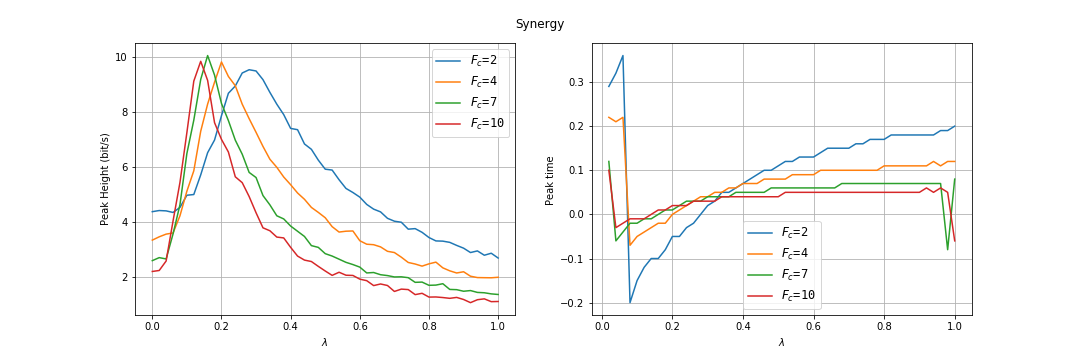 Synergy
Peak Height (bit/s)
10
8
6
4
2
0.0 0.2 0.4 0.6 0.8 1.0
λ
F_c=2
F_c=4
F_c=7
F_c=10
Peak time
0.3
0.2
0.1
0.0
−0.1
−0.2
0.0 0.2 0.4 0.6 0.8 1.0
λ
F_c=2
F_c=4
F_c=7
F_c=10